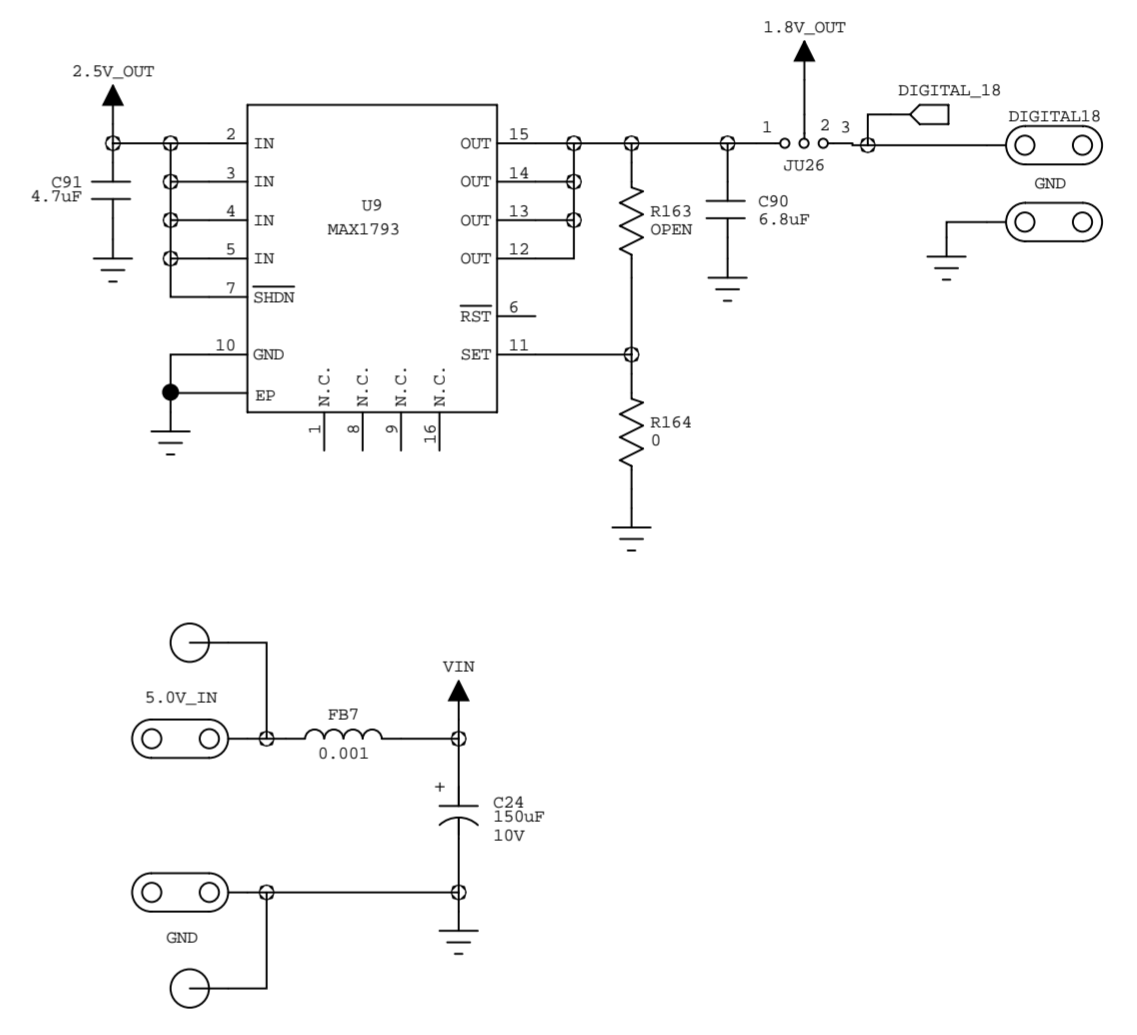 1.8V_OUT
2.5V_OUT
DIGITAL_18
DIGITAL18
GND
C91
4.7uF
2 IN
3 IN
4 IN
5 IN
7 SHDN
10 GND
EP
U9
MAX1793
OUT 15
OUT 14
OUT 13
OUT 12
RST 6
SET 11
N.C. N.C. N.C. N.C.
1 8 9 16
1 2 3
JU26
R163
OPEN
C90
6.8uF
R164
0
VIN
5.0V_IN
FB7
0.001
+
C24
150uF
10V
GND